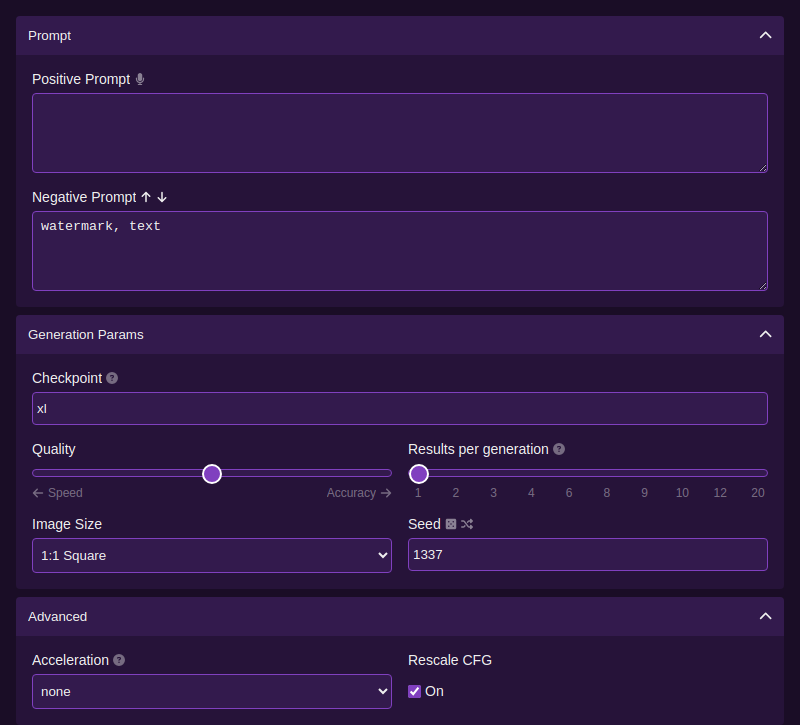 Prompt
Positive Prompt
Negative Prompt
watermark, text
Generation Params
Checkpoint
xl
Quality
Results per generation
Speed Accuracy
1 2 3 4 6 8 9 10 12 20
Image Size
Seed
1:1 Square
1337
Advanced
Acceleration
Rescale CFG
none
On